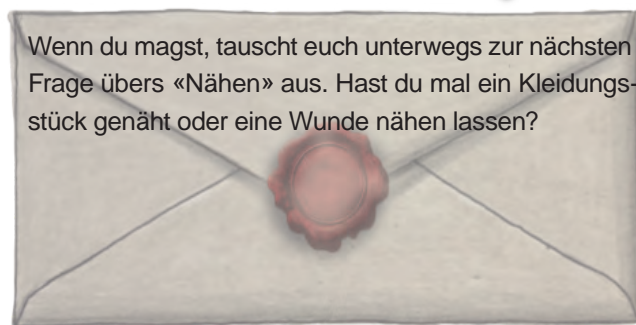 Wenn du magst, tauscht euch unterwegs zur nächsten
Frage übers «Nähen» aus. Hast du mal ein Kleidungs-
stück genäht oder eine Wunde nähen lassen?